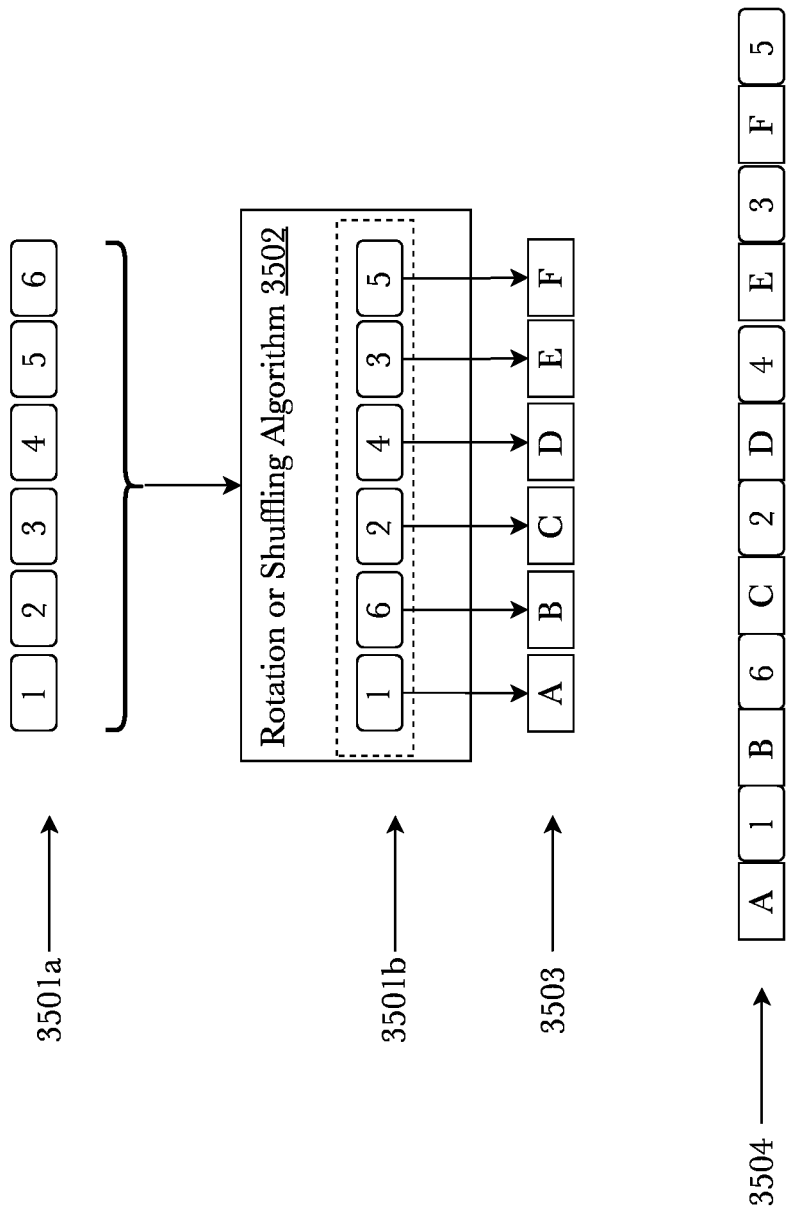 3501a 1 2 3 4 5 6
Rotation or Shuffling Algorithm 3502
3501b 1 6 2 4 3 5
3503 A B C D E F
3504 A 1 B 6 C 2 D 4 E 3 F 5